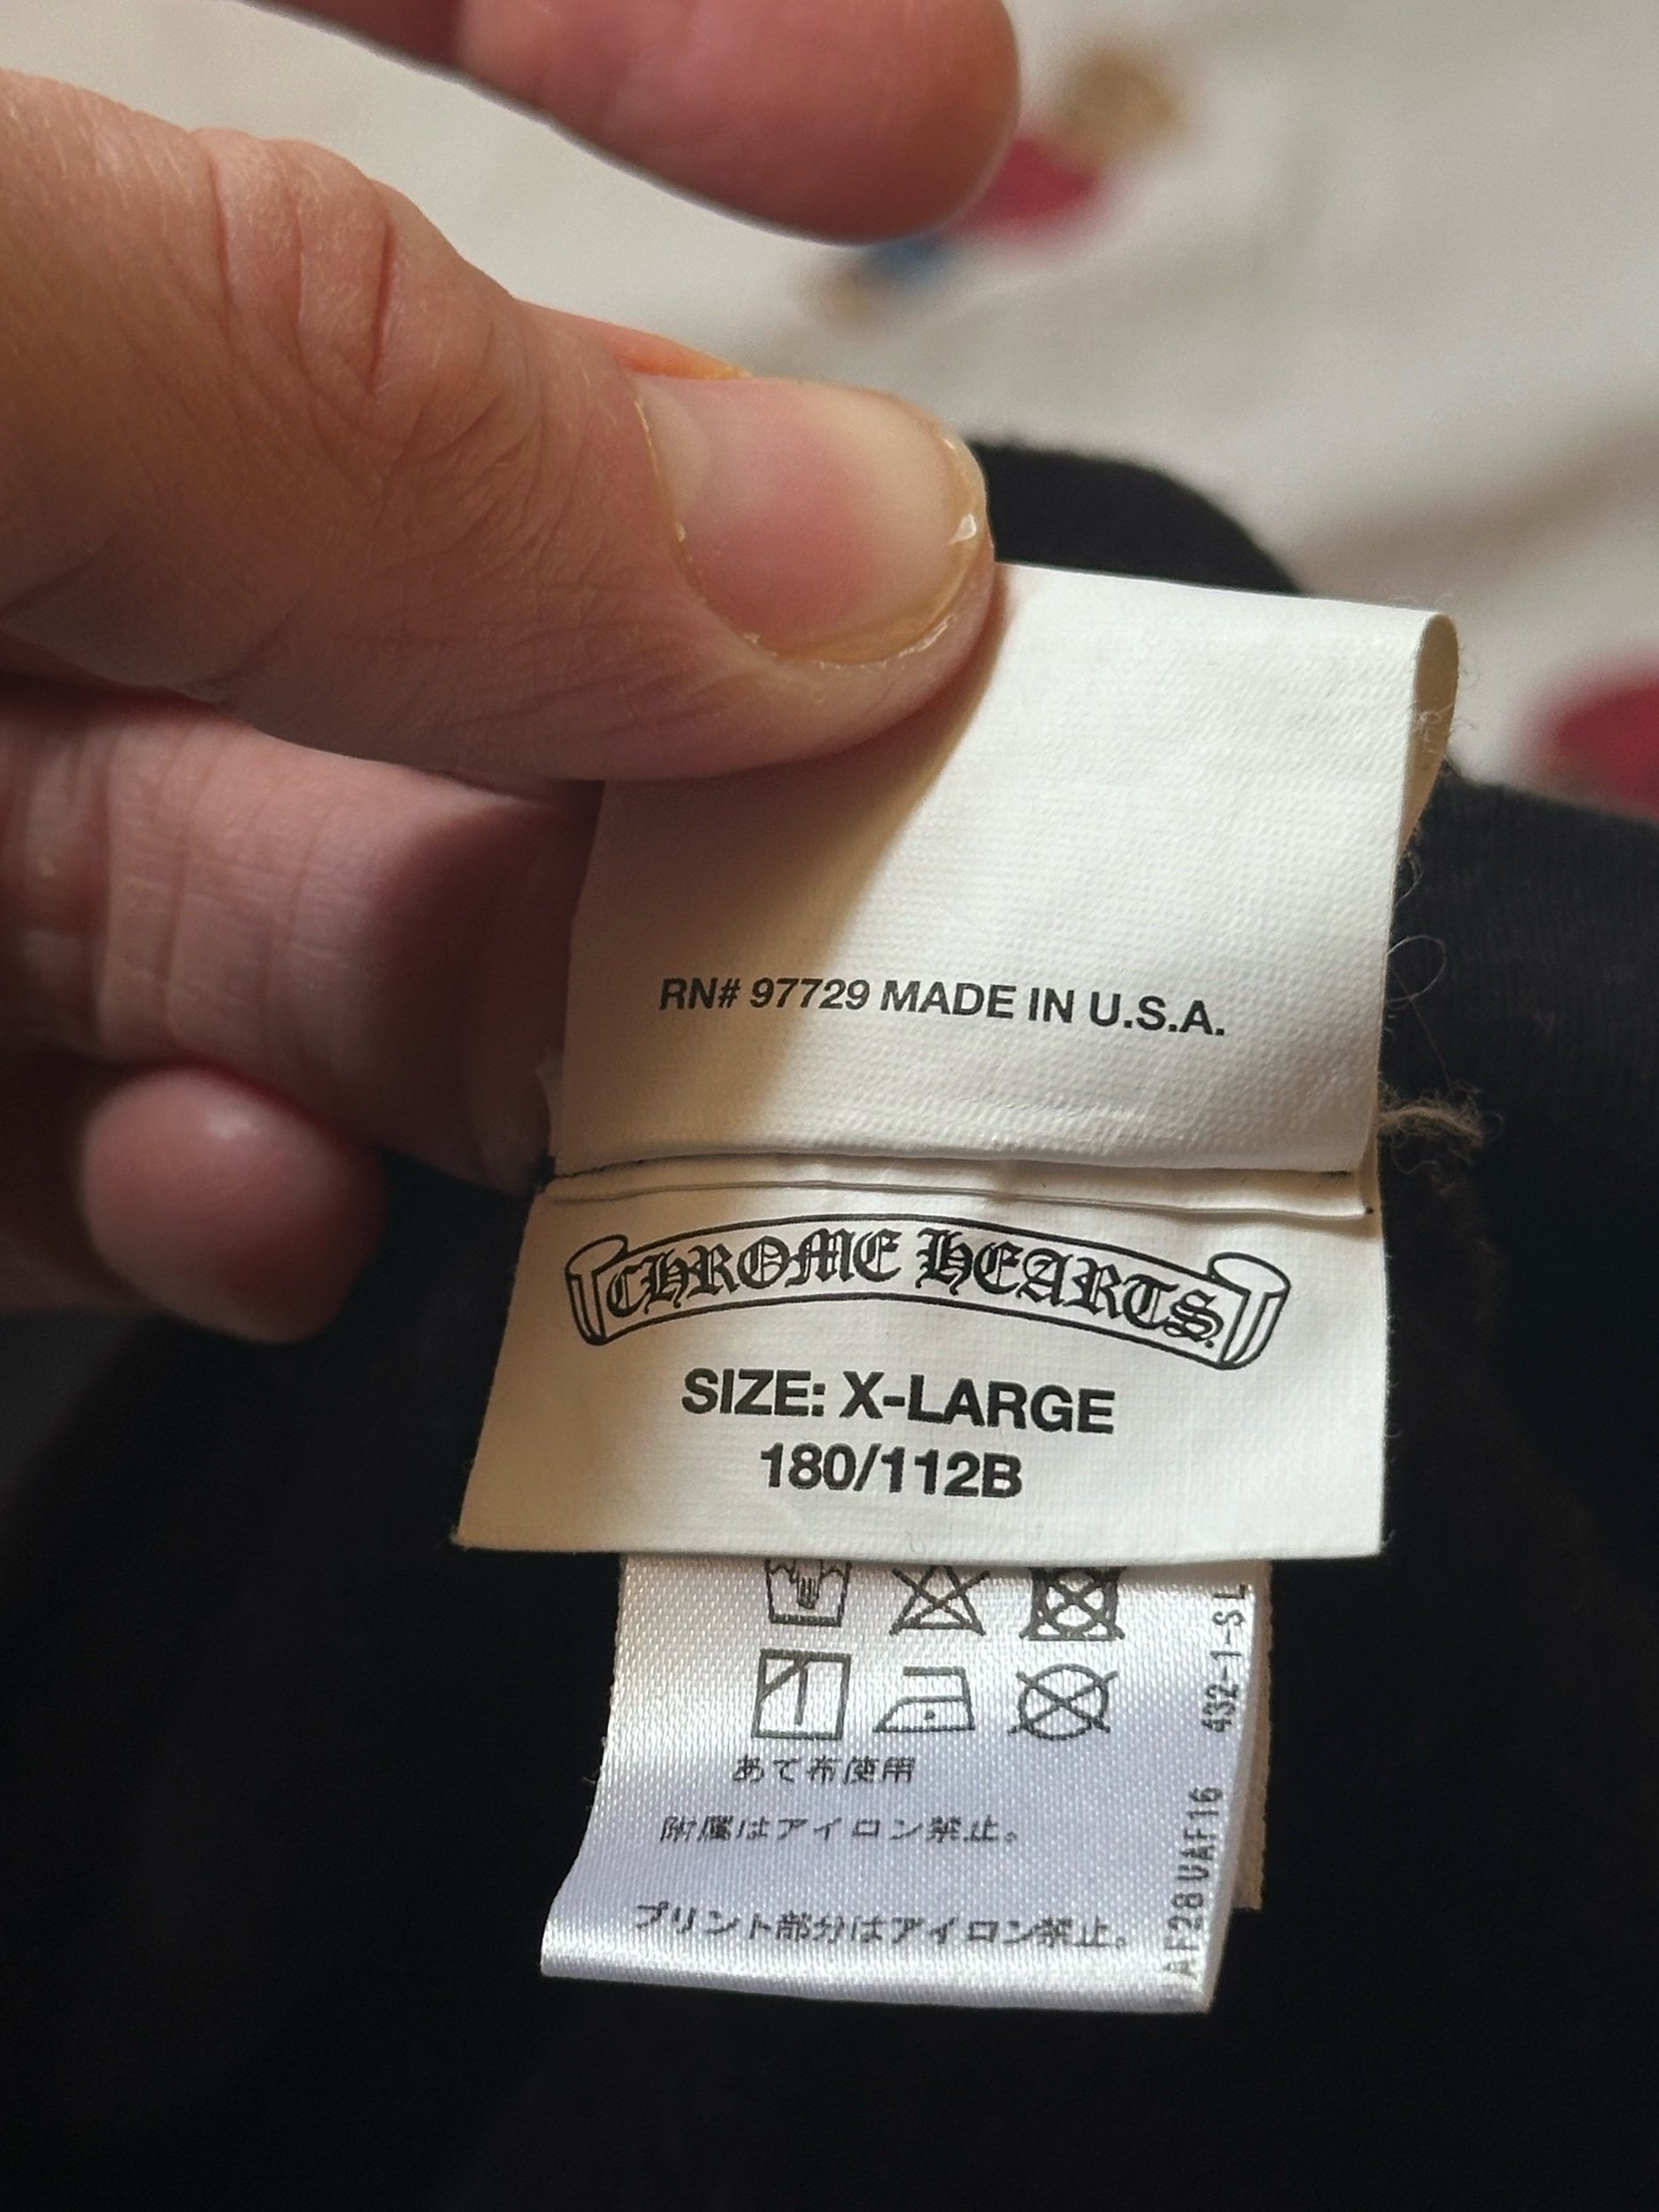 RN# 97729 MADE IN U.S.A.
CHROME HEARTS
SIZE: X-LARGE
180/112B
あて布使用
附属はアイロン禁止。
プリント部分はアイロン禁止。
432-1-SL
AF28 UAF16